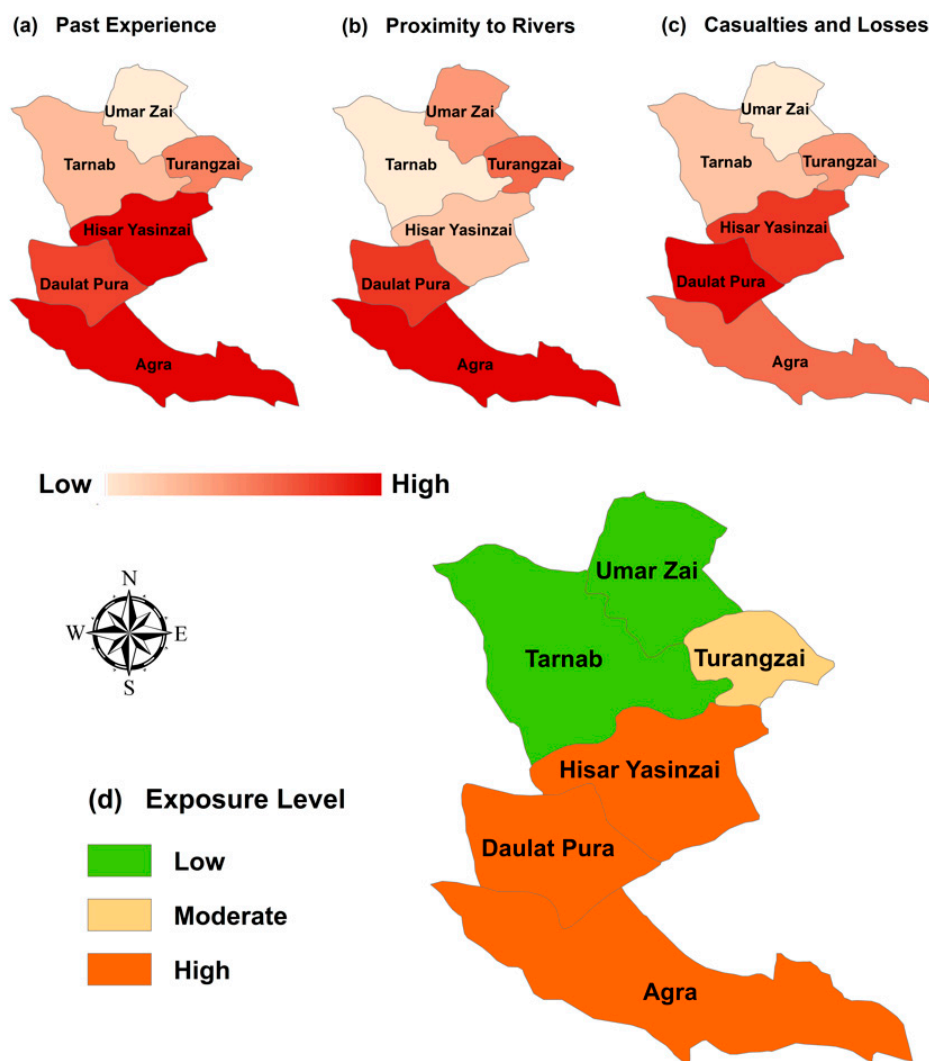 (a) Past Experience
(b) Proximity to Rivers
(c) Casualties and Losses
Umar Zai
Tarnab
Turangzai
Hisar Yasinzai
Daulat Pura
Agra
Umar Zai
Tarnab
Turangzai
Hisar Yasinzai
Daulat Pura
Agra
Umar Zai
Tarnab
Turangzai
Hisar Yasinzai
Daulat Pura
Agra
Low
High
N
W
E
S
Umar Zai
Tarnab
Turangzai
Hisar Yasinzai
Daulat Pura
Agra
(d) Exposure Level
Low
Moderate
High